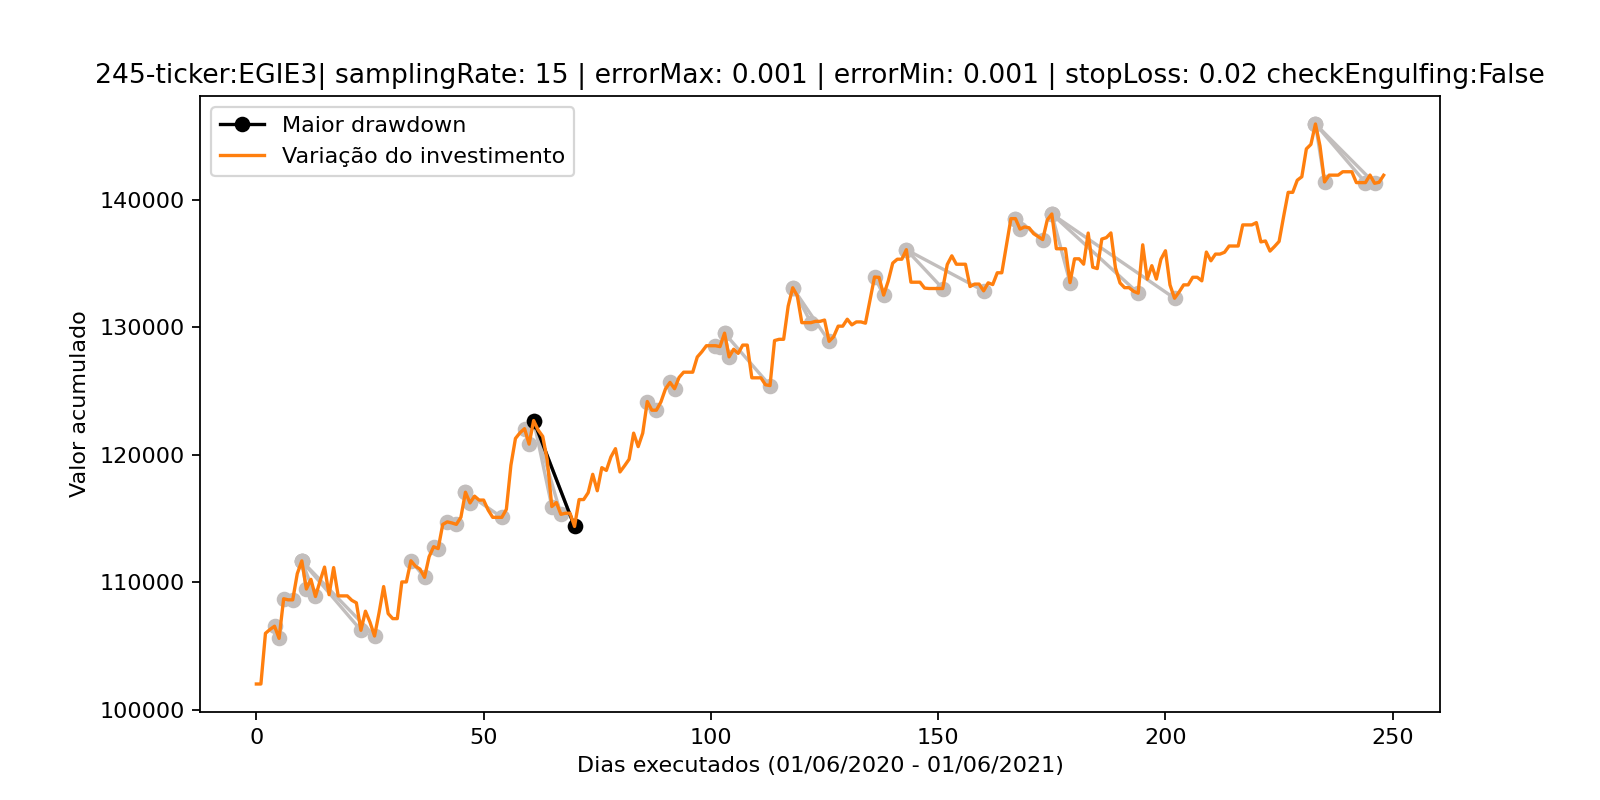 245-ticker:EGIE3| samplingRate: 15 | errorMax: 0.001 | errorMin: 0.001 | stopLoss: 0.02 checkEngulfing:False
Maior drawdown
Variação do investimento
Valor acumulado
140000
130000
120000
110000
100000
0 50 100 150 200 250
Dias executados (01/06/2020 - 01/06/2021)